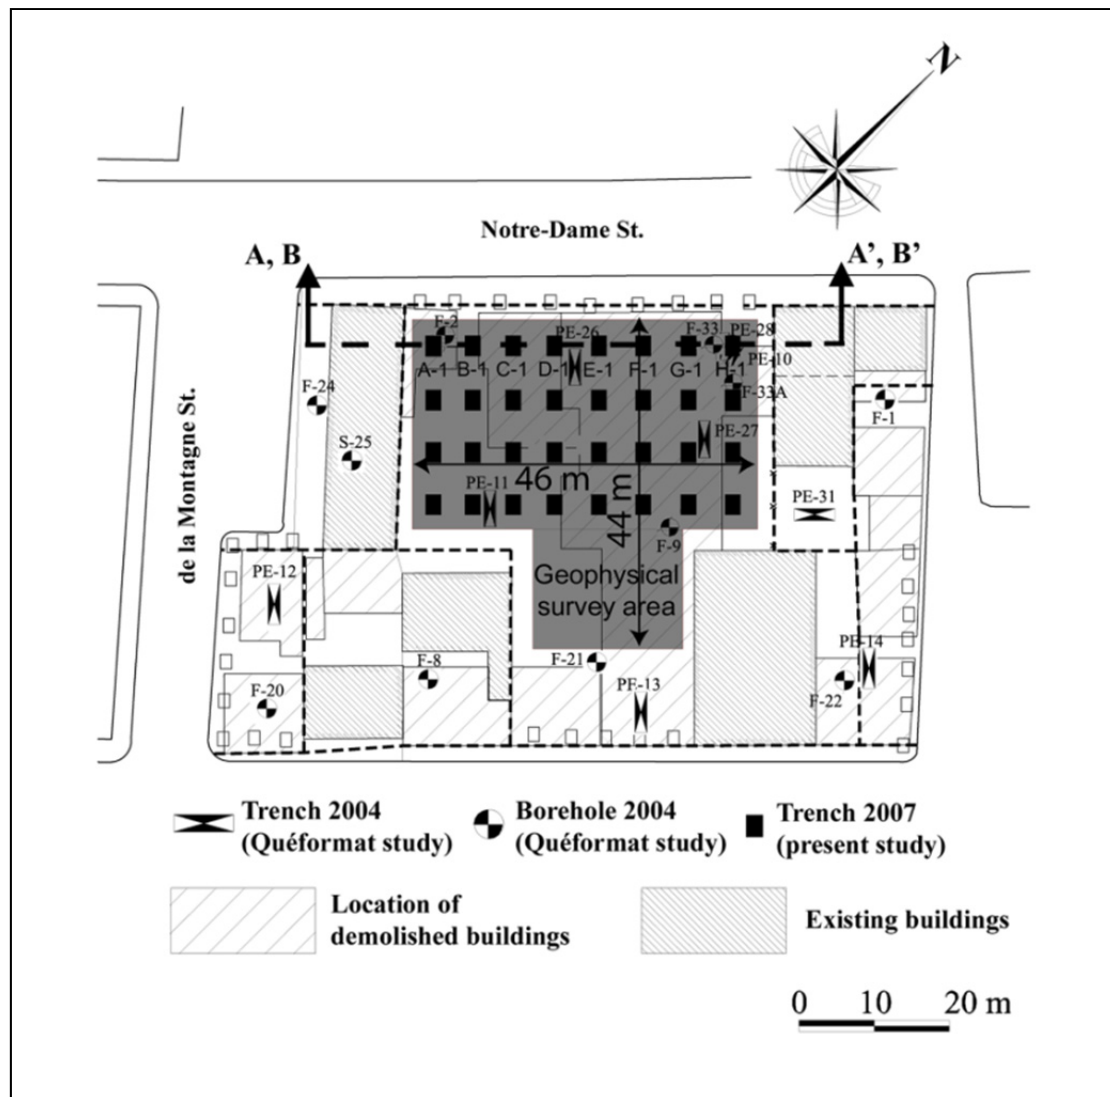 N
Notre-Dame St.
A, B
A’, B’
F-2
PE-26
F-33
PE-28
A-1
B-1
C-1
D-1
E-1
F-1
G-1
H-1
PE-10
F-24
F-33A
F-1
de la Montagne St.
S-25
PE-27
46 m
PE-11
44 m
PE-31
F-9
PE-12
Geophysical
survey area
F-8
F-21
PE-14
F-20
PE-13
F-22
Trench 2004
(Quéformat study)
Borehole 2004
(Quéformat study)
Trench 2007
(present study)
Location of
demolished buildings
Existing buildings
0 10 20 m